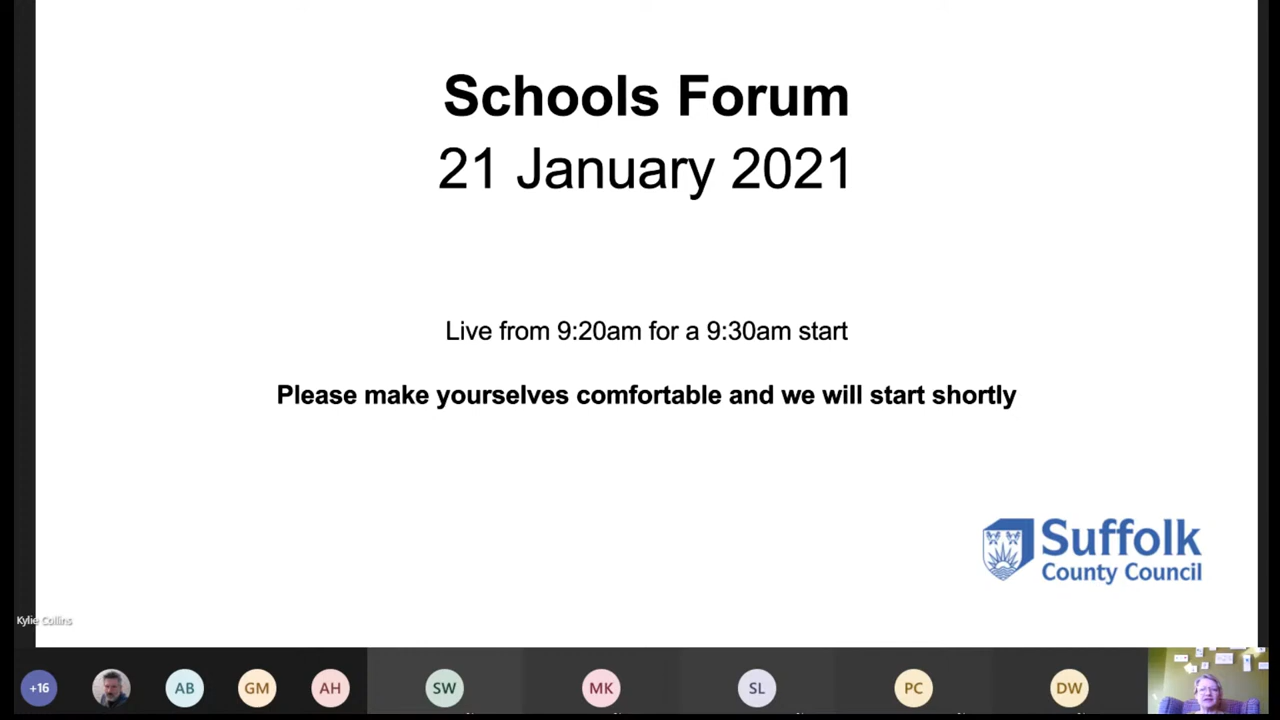 Schools Forum
21 January 2021
Live from 9:20am for a 9:30am start
Please make yourselves comfortable and we will start shortly
Suffolk
County Council
Kylie Collins
+16
AB
GM
AH
SW
MK
SL
PC
DW